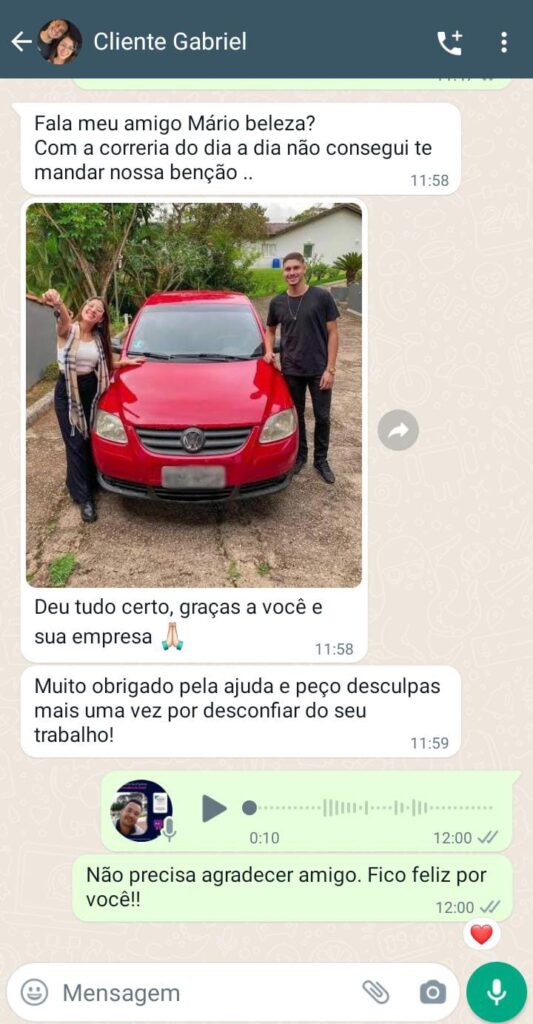 Cliente Gabriel
Fala meu amigo Mário beleza?
Com a correria do dia a dia não consegui te
mandar nossa benção ..
11:58
Deu tudo certo, graças a você e
sua empresa 🙏🏻
11:58
Muito obrigado pela ajuda e peço desculpas
mais uma vez por desconfiar do seu
trabalho!
11:59
0:10
12:00
Não precisa agradecer amigo. Fico feliz por
você!!
12:00
Mensagem